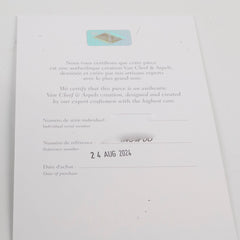 Nous vous certifions que cette pièce
est une authentique création Van Cleef & Arpels,
dessinée et créée par nos artisans experts
avec le plus grand soin.
We certify that this piece is an authentic
Van Cleef & Arpels creation, designed and created
by our expert craftsmen with the highest care.
Numéro de série individuel
Individual serial number
Numéro de référence
Reference number
24 AUG 2024
Date d'achat
Date of purchase